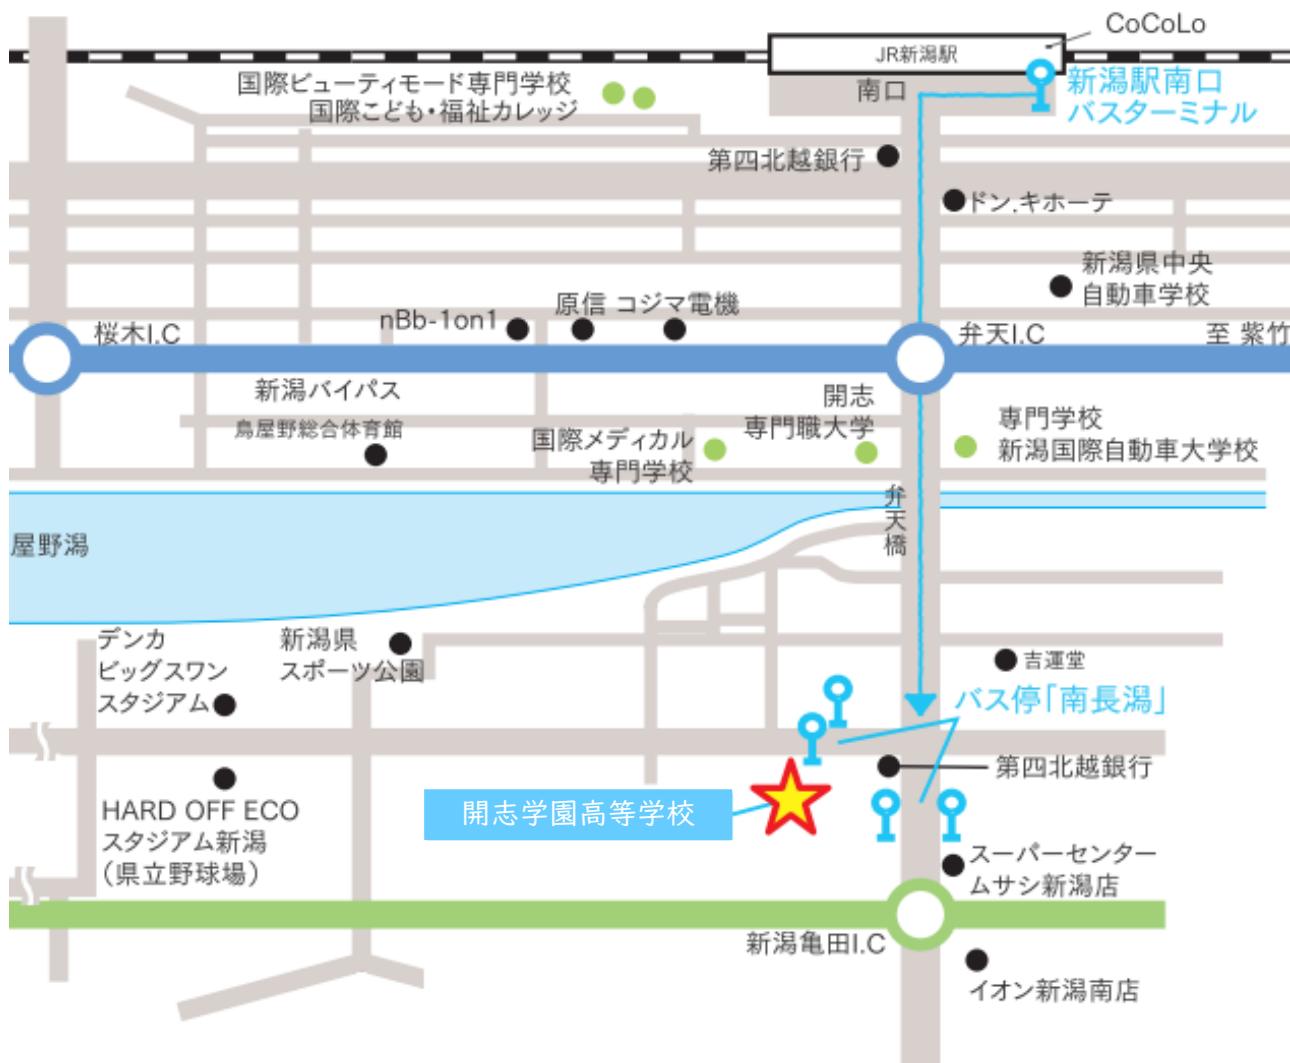 CoCoLo
JR新潟駅
国際ビューティモード専門学校
国際こども・福祉カレッジ
南口
新潟駅南口
バスターミナル
第四北越銀行
ドン.キホーテ
新潟県中央
自動車学校
原信 コジマ電機
nBb-1on1
桜木I.C
弁天I.C
至 紫竹
新潟バイパス
鳥屋野総合体育館
開志
専門職大学
国際メディカル
専門学校
専門学校
新潟国際自動車大学校
弁天橋
屋野潟
デンカ
ビッグスワン
スタジアム
新潟県
スポーツ公園
吉運堂
バス停「南長潟」
第四北越銀行
開志学園高等学校
HARD OFF ECO
スタジアム新潟
（県立野球場）
スーパーセンター
ムサシ新潟店
新潟亀田I.C
イオン新潟南店